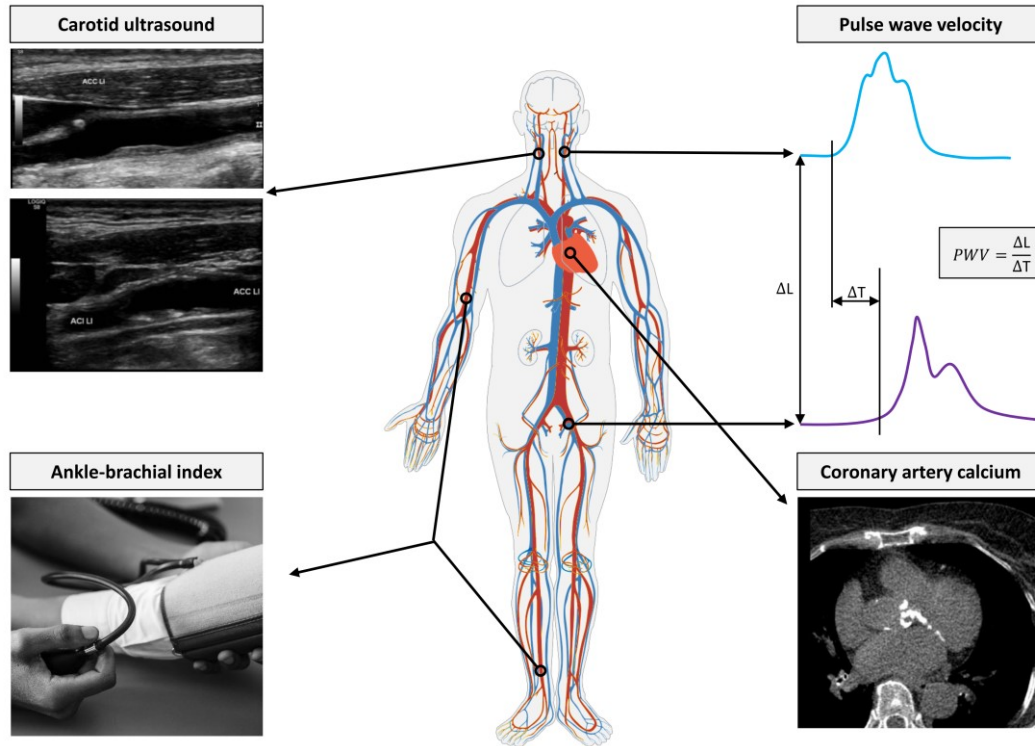 Carotid ultrasound
ACC LI
LOGIQ
ACI LI
ACC LI
Pulse wave velocity
ΔL
ΔT
PWV = ΔL/ΔT
Ankle-brachial index
Coronary artery calcium